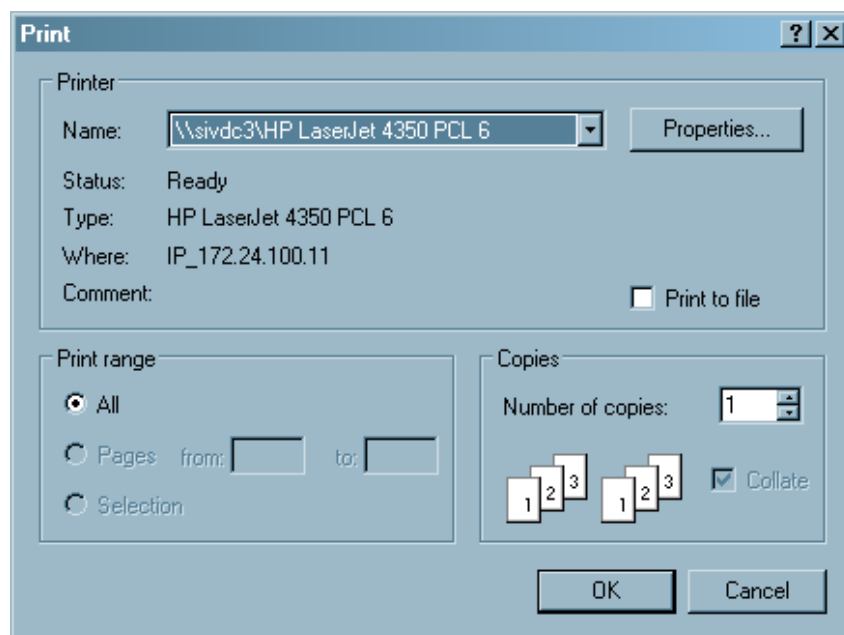 Print
Printer
Name: \\sivdc3\HP LaserJet 4350 PCL 6 Properties...
Status: Ready
Type: HP LaserJet 4350 PCL 6
Where: IP_172.24.100.11
Comment: Print to file
Print range Copies
All Number of copies: 1
Pages from: to:
1 2 3 1 2 3 Collate
Selection
OK Cancel